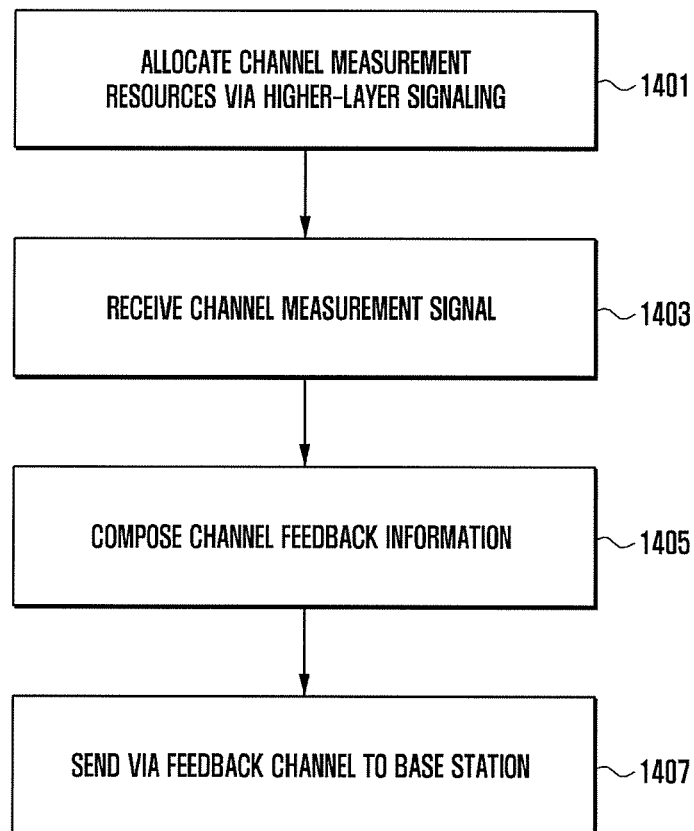 ALLOCATE CHANNEL MEASUREMENT
RESOURCES VIA HIGHER-LAYER SIGNALING
1401
RECEIVE CHANNEL MEASUREMENT SIGNAL
1403
COMPOSE CHANNEL FEEDBACK INFORMATION
1405
SEND VIA FEEDBACK CHANNEL TO BASE STATION
1407